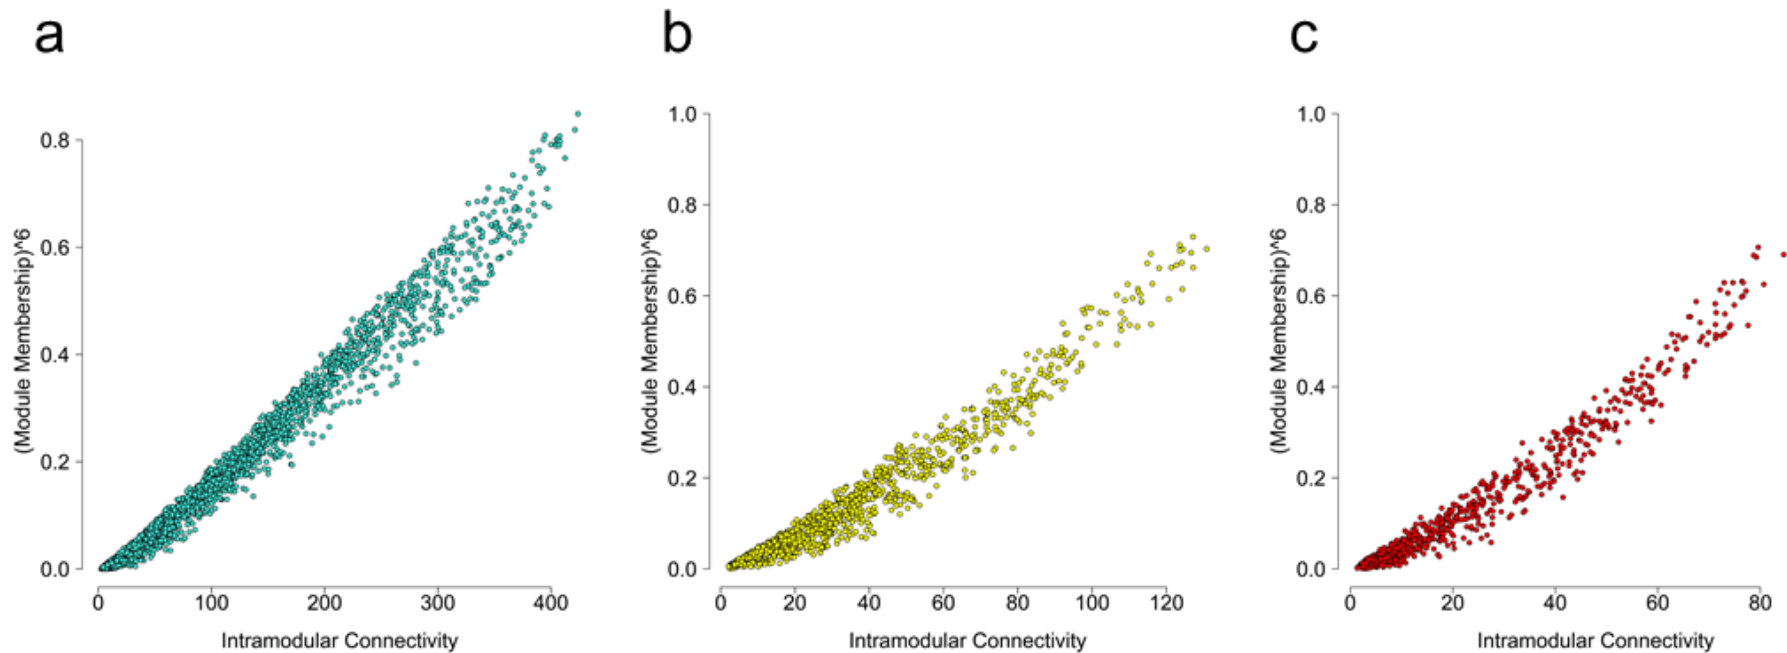 a
(Module Membership)^6
0.8
0.6
0.4
0.2
0.0
0 100 200 300 400
Intramodular Connectivity
b
(Module Membership)^6
1.0
0.8
0.6
0.4
0.2
0.0
0 20 40 60 80 100 120
Intramodular Connectivity
c
(Module Membership)^6
1.0
0.8
0.6
0.4
0.2
0.0
0 20 40 60 80
Intramodular Connectivity